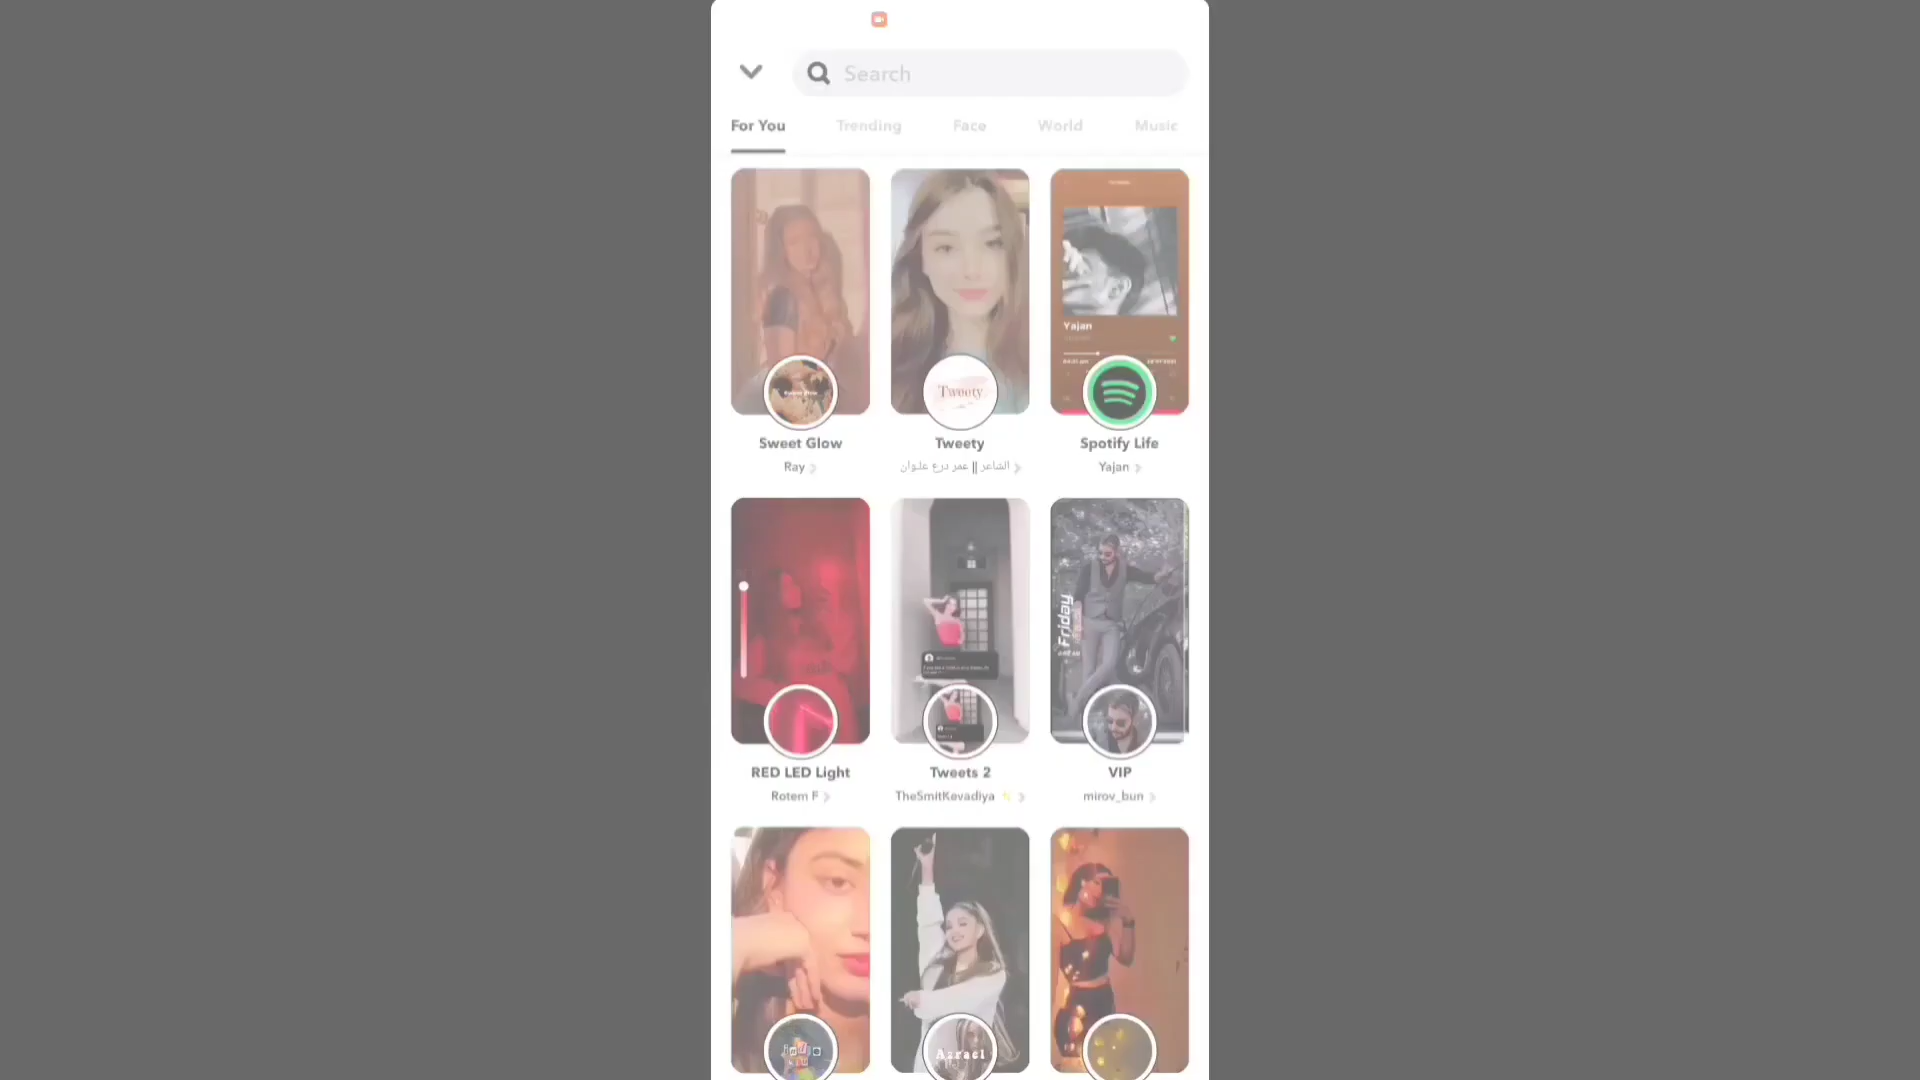 Search
For You
Trending
Face
World
Music
Tweety
Yajan
Sweet Glow
Tweety
Spotify Life
Ray
الشاعر || عمر درع علوان
Yajan
Friday
RED LED Light
Tweets 2
VIP
Rotem F
TheSmitKevadiya ✨
mirov_bun
Azrael